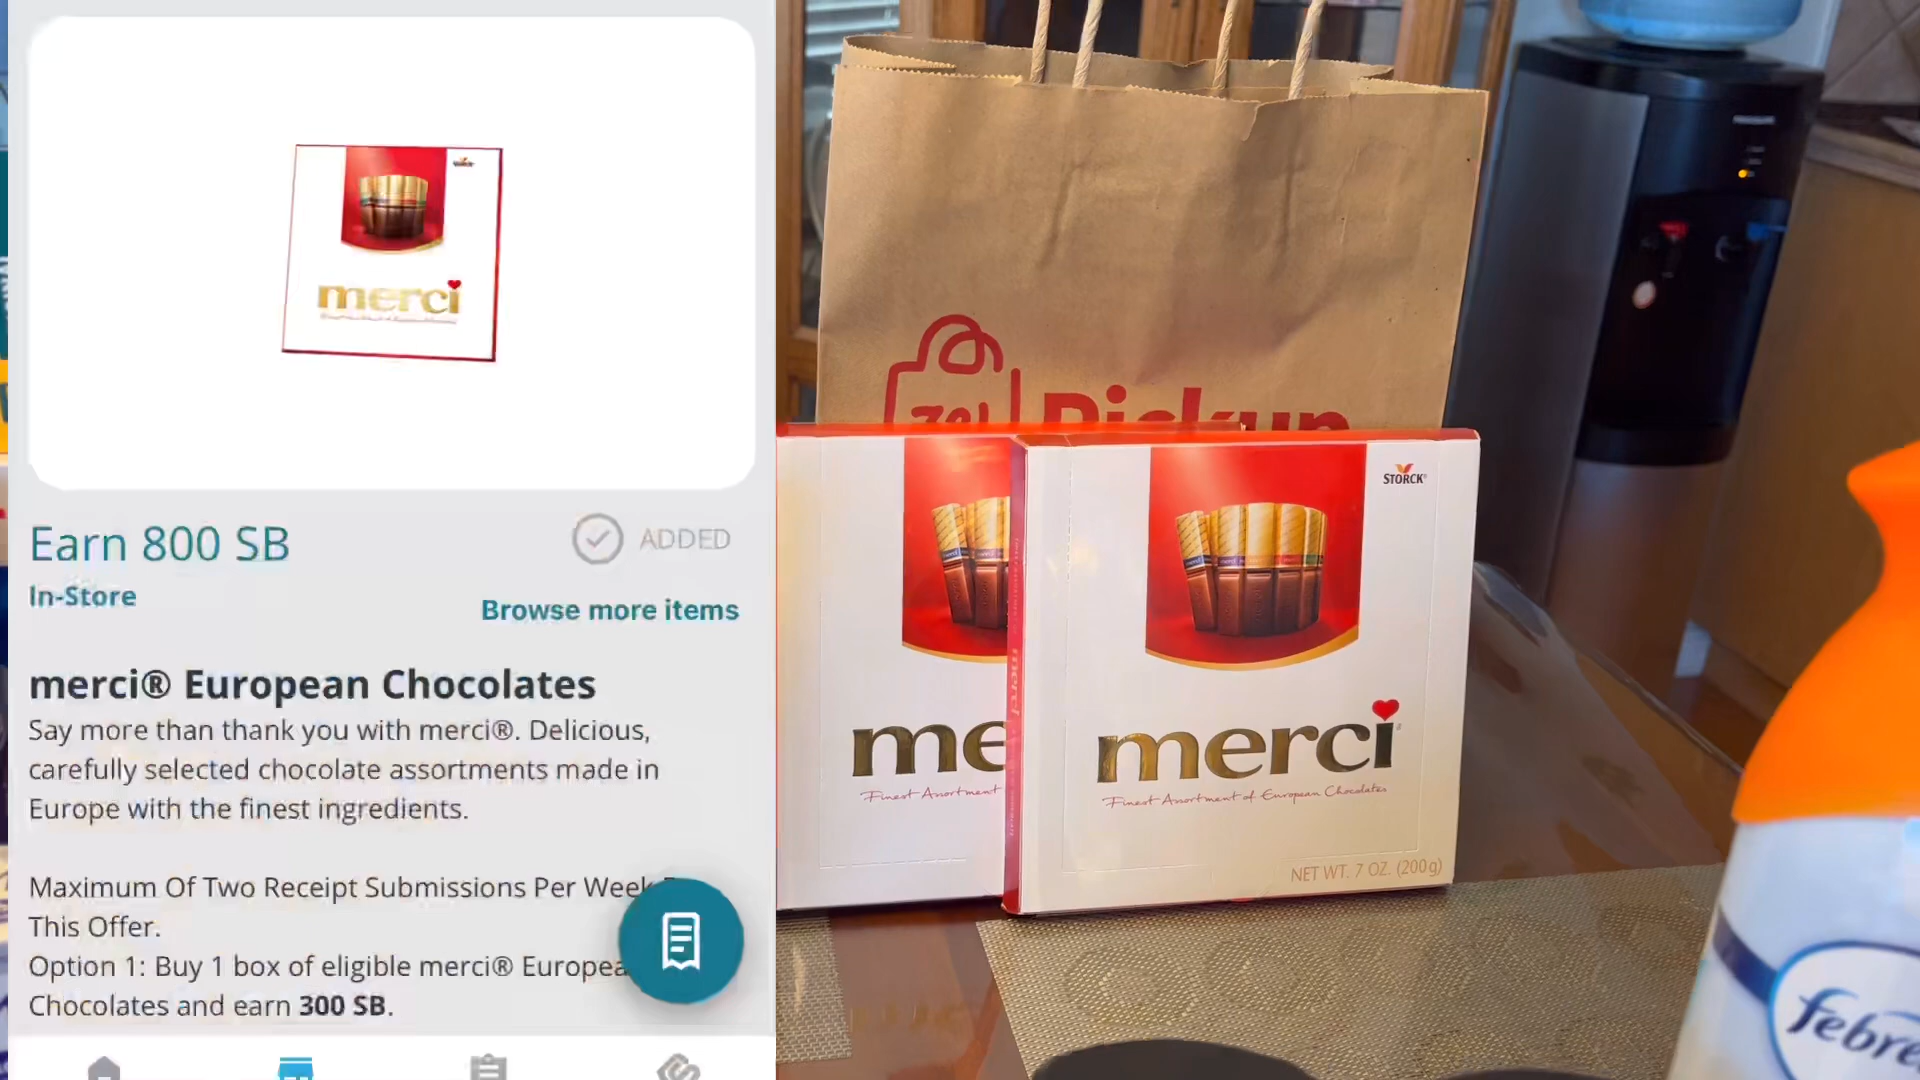 STORCK
merci
Earn 800 SB
ADDED
In-Store
Browse more items
merci® European Chocolates
Say more than thank you with merci®. Delicious,
carefully selected chocolate assortments made in
Europe with the finest ingredients.
Maximum Of Two Receipt Submissions Per Week
This Offer.
Option 1: Buy 1 box of eligible merci® Europea
Chocolates and earn 300 SB.
Pickup
me
Finest Assortment
STORCK®
merci
Finest Assortment of European Chocolates
NET WT. 7 OZ. (200g)
merci
febre